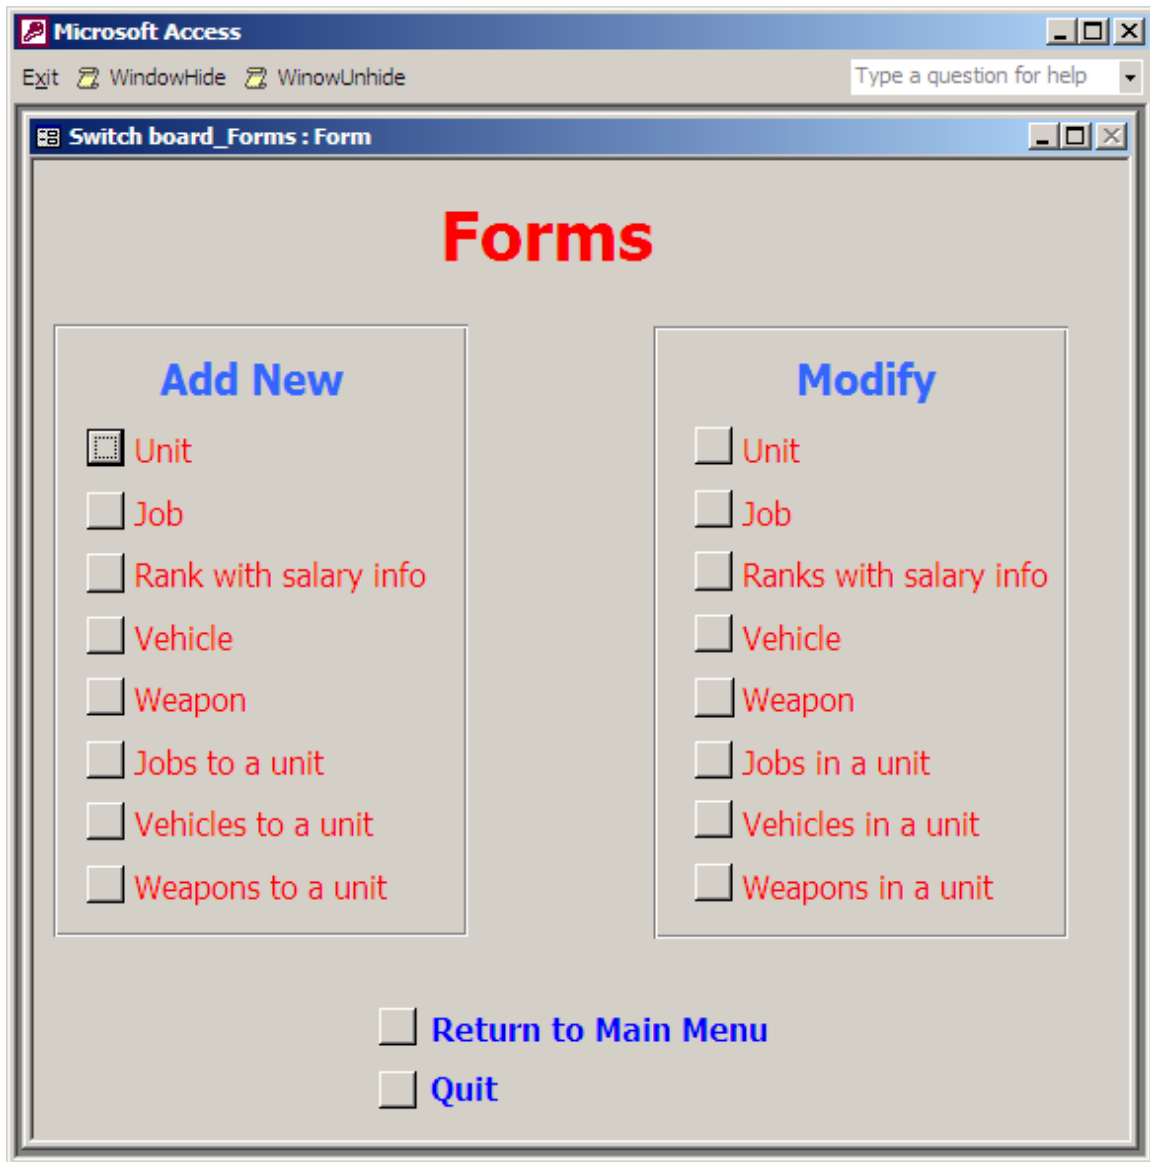 Microsoft Access
Exit WindowHide WinowUnhide Type a question for help
Switch board_Forms : Form
Forms
Add New
Unit
Job
Rank with salary info
Vehicle
Weapon
Jobs to a unit
Vehicles to a unit
Weapons to a unit
Modify
Unit
Job
Ranks with salary info
Vehicle
Weapon
Jobs in a unit
Vehicles in a unit
Weapons in a unit
Return to Main Menu
Quit